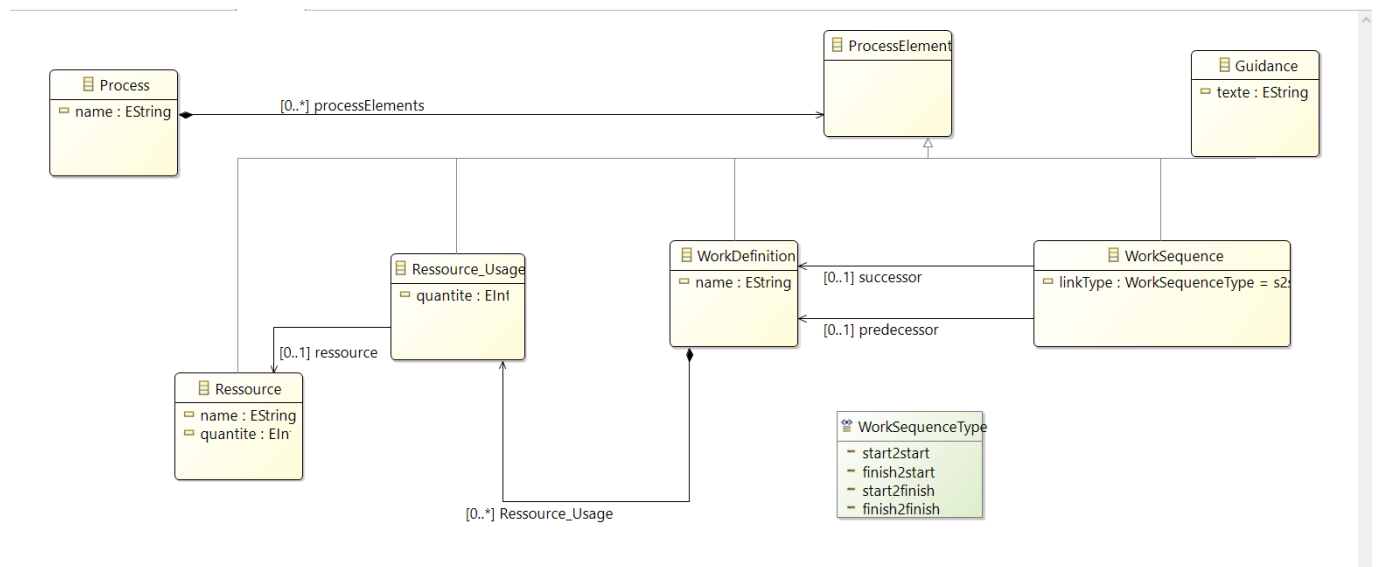 ProcessElement
Guidance
texte : EString
Process
name : EString
[0..*] processElements
Ressource_Usage
quantite : EInt
WorkDefinition
name : EString
WorkSequence
linkType : WorkSequenceType = s2s
[0..1] successor
[0..1] predecessor
[0..1] ressource
Ressource
name : EString
quantite : EInt
WorkSequenceType
start2start
finish2start
start2finish
finish2finish
[0..*] Ressource_Usage